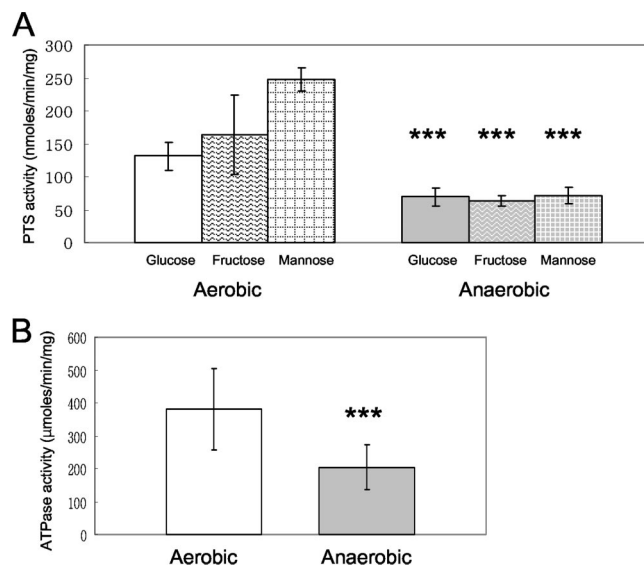 A
PTS activity (nmoles/min/mg)
300
250
200
150
100
50
0
*** *** ***
Glucose Fructose Mannose Glucose Fructose Mannose
Aerobic Anaerobic
B
ATPase activity (μmoles/min/mg)
600
500
400
300
200
100
0
***
Aerobic Anaerobic